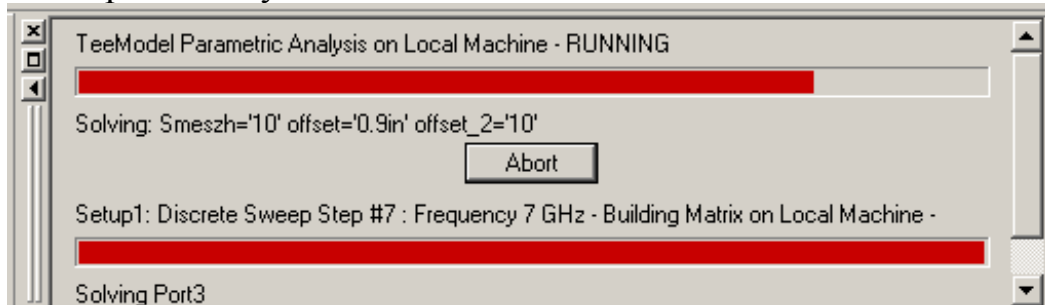 TeeModel Parametric Analysis on Local Machine - RUNNING
Solving: Smeszh='10' offset='0.9in' offset_2='10'
Abort
Setup1: Discrete Sweep Step #7 : Frequency 7 GHz - Building Matrix on Local Machine -
Solving Port3